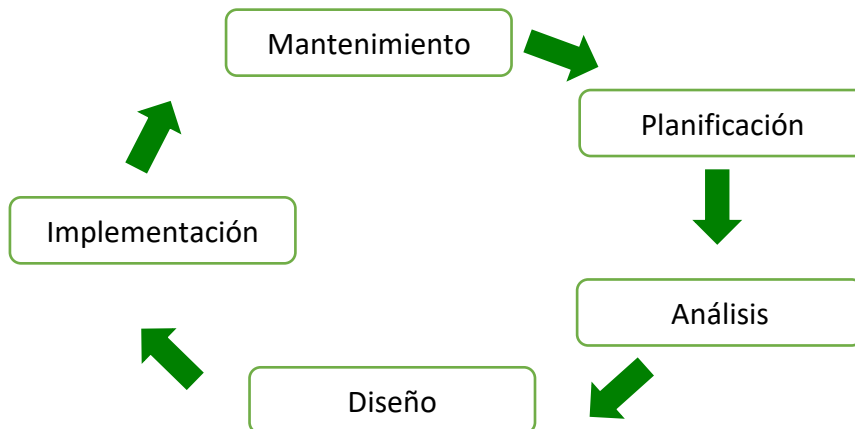 Mantenimiento
Planificación
Implementación
Análisis
Diseño